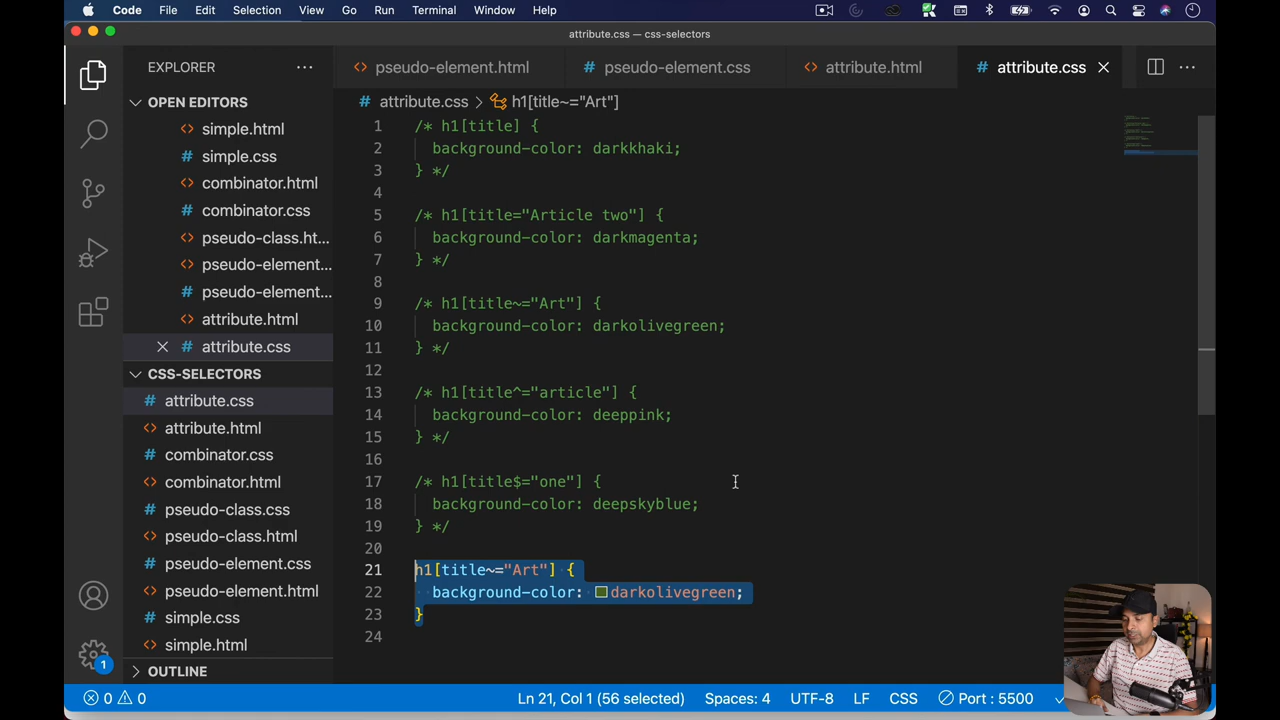 Code File Edit Selection View Go Run Terminal Window Help
attribute.css — css-selectors
EXPLORER
pseudo-element.html
pseudo-element.css
attribute.html
attribute.css
attribute.css > h1[title~="Art"]
OPEN EDITORS
simple.html
simple.css
combinator.html
combinator.css
pseudo-class.ht...
pseudo-element...
pseudo-element...
attribute.html
attribute.css
CSS-SELECTORS
attribute.css
attribute.html
combinator.css
combinator.html
pseudo-class.css
pseudo-class.html
pseudo-element.css
pseudo-element.html
simple.css
simple.html
OUTLINE
1 /* h1[title] {
2 background-color: darkkhaki;
3 } */
4
5 /* h1[title="Article two"] {
6 background-color: darkmagenta;
7 } */
8
9 /* h1[title~="Art"] {
10 background-color: darkolivegreen;
11 } */
12
13 /* h1[title^="article"] {
14 background-color: deeppink;
15 } */
16
17 /* h1[title$="one"] {
18 background-color: deepskyblue;
19 } */
20
21 h1[title~="Art"] {
22 background-color: darkolivegreen;
23 }
24
1
0 0 Ln 21, Col 1 (56 selected) Spaces: 4 UTF-8 LF CSS Port : 5500